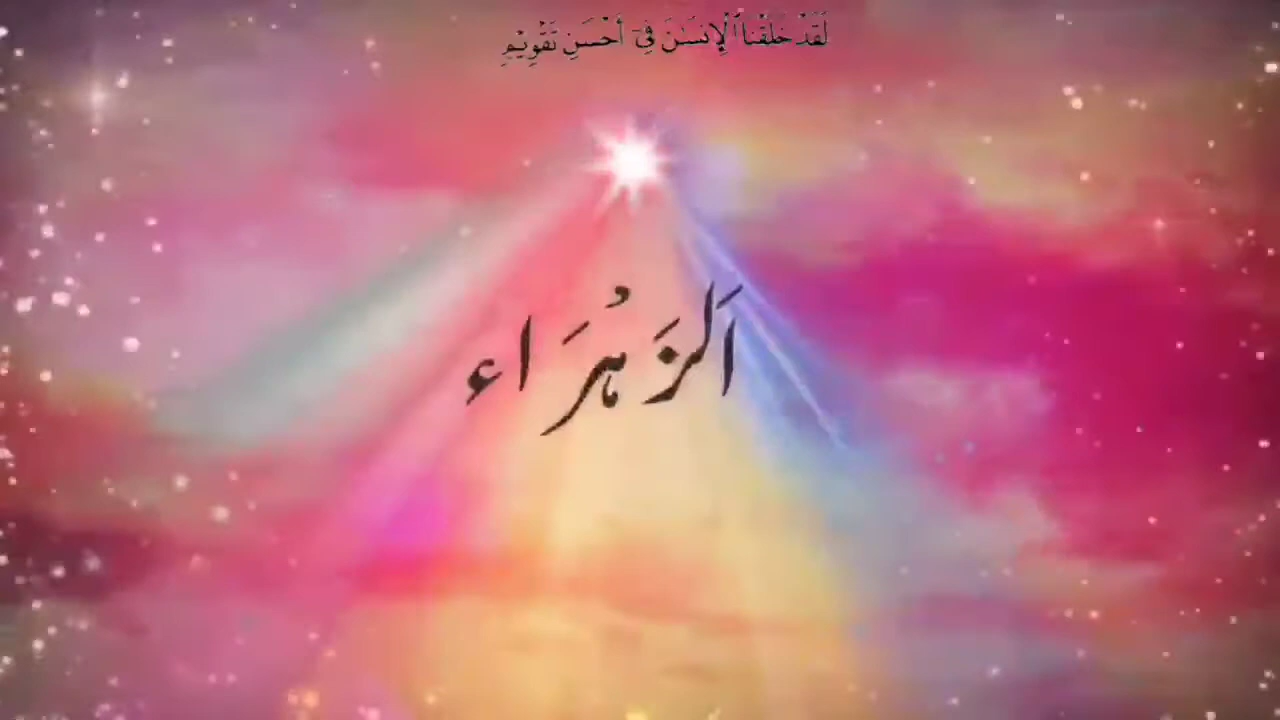 لَقَدْ خَلَقْنَا ٱلْإِنسَـٰنَ فِىٓ أَحْسَنِ تَقْوِيمٍ
اَلزَهُرَاء